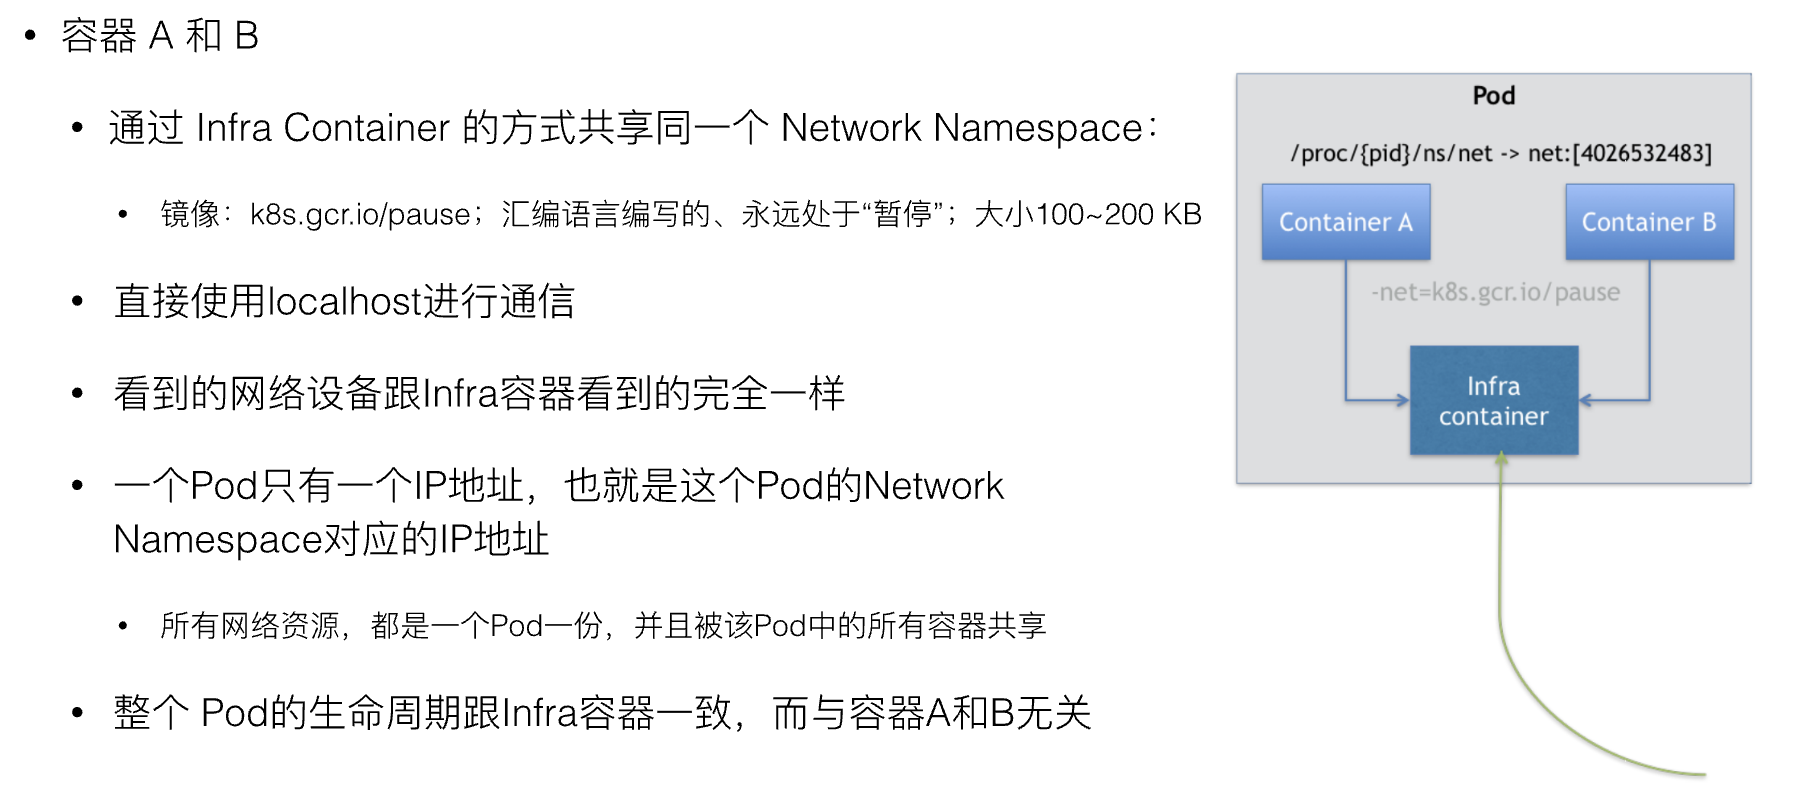 • 容器 A 和 B
• 通过 Infra Container 的方式共享同一个 Network Namespace：
• 镜像：k8s.gcr.io/pause；汇编语言编写的、永远处于“暂停”；大小100~200 KB
• 直接使用localhost进行通信
• 看到的网络设备跟Infra容器看到的完全一样
• 一个Pod只有一个IP地址，也就是这个Pod的Network
Namespace对应的IP地址
• 所有网络资源，都是一个Pod一份，并且被该Pod中的所有容器共享
• 整个 Pod的生命周期跟Infra容器一致，而与容器A和B无关
Pod
/proc/{pid}/ns/net -> net:[4026532483]
Container A
Container B
-net=k8s.gcr.io/pause
Infra
container